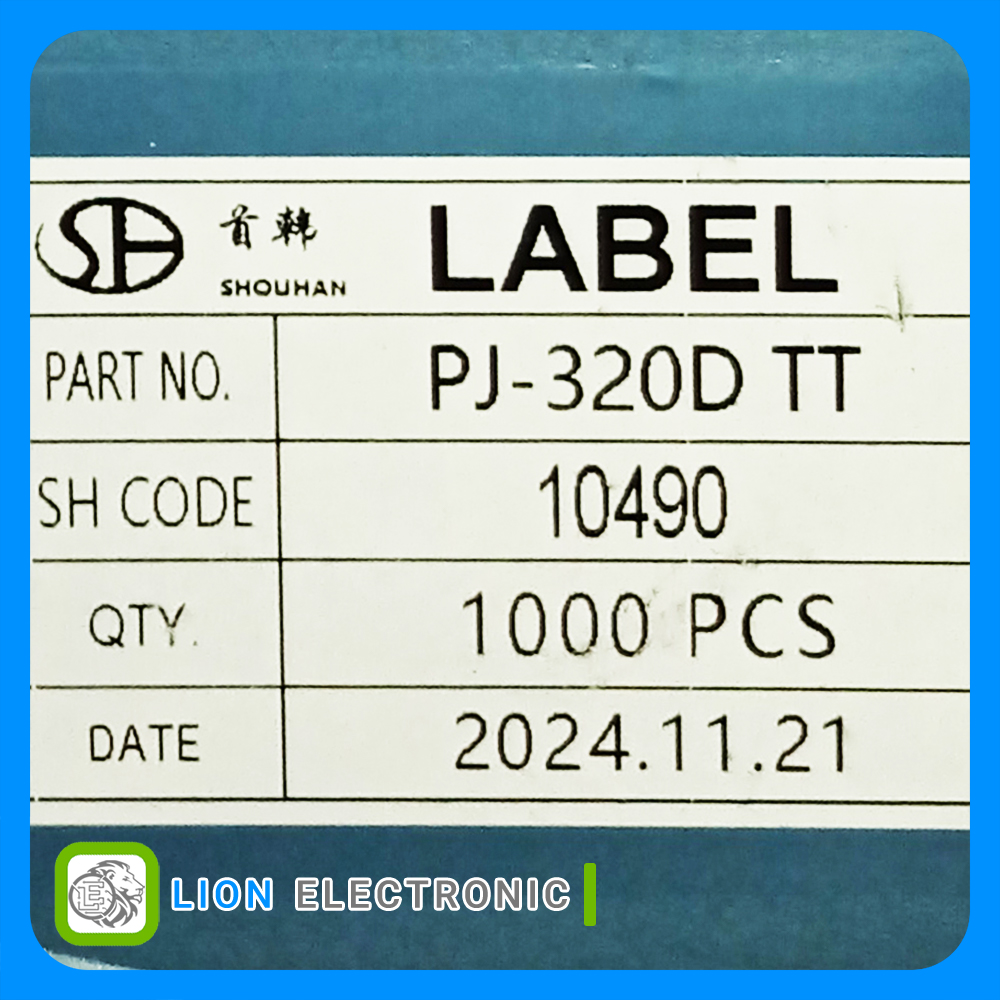 SH 首韩 LABEL
SHOUHAN
PART NO. PJ-320D TT
SH CODE 10490
QTY. 1000 PCS
DATE 2024.11.21
LE LION ELECTRONIC